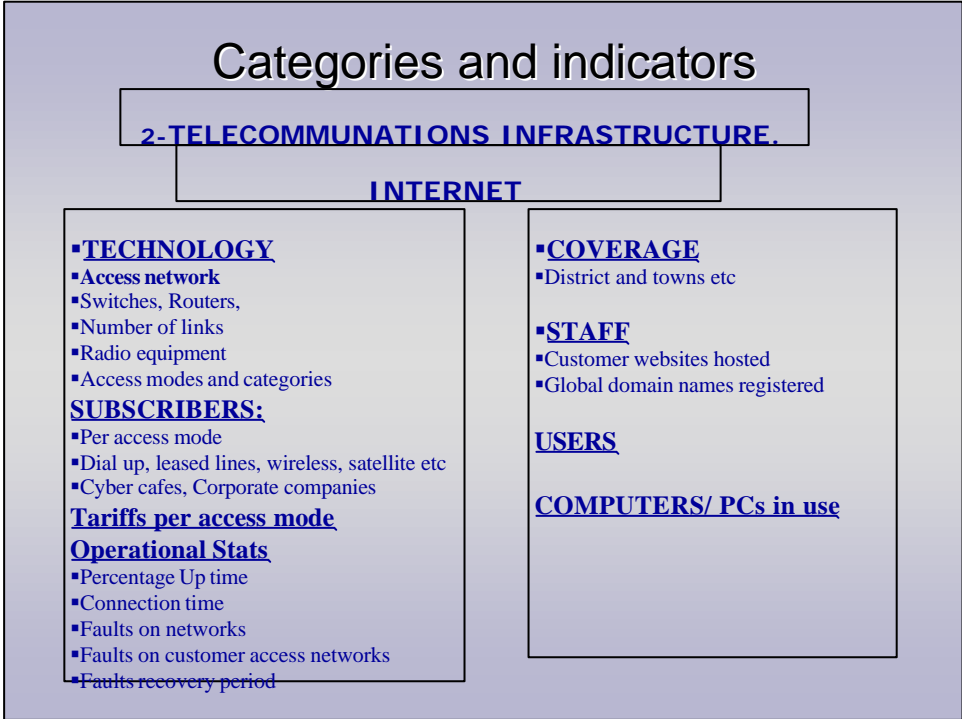 Categories and indicators
2-TELECOMMUNATIONS INFRASTRUCTURE.
INTERNET
▪TECHNOLOGY
▪Access network
▪Switches, Routers,
▪Number of links
▪Radio equipment
▪Access modes and categories
SUBSCRIBERS:
▪Per access mode
▪Dial up, leased lines, wireless, satellite etc
▪Cyber cafes, Corporate companies
Tariffs per access mode
Operational Stats
▪Percentage Up time
▪Connection time
▪Faults on networks
▪Faults on customer access networks
▪Faults recovery period
▪COVERAGE
▪District and towns etc
▪STAFF
▪Customer websites hosted
▪Global domain names registered
USERS
COMPUTERS/ PCs in use